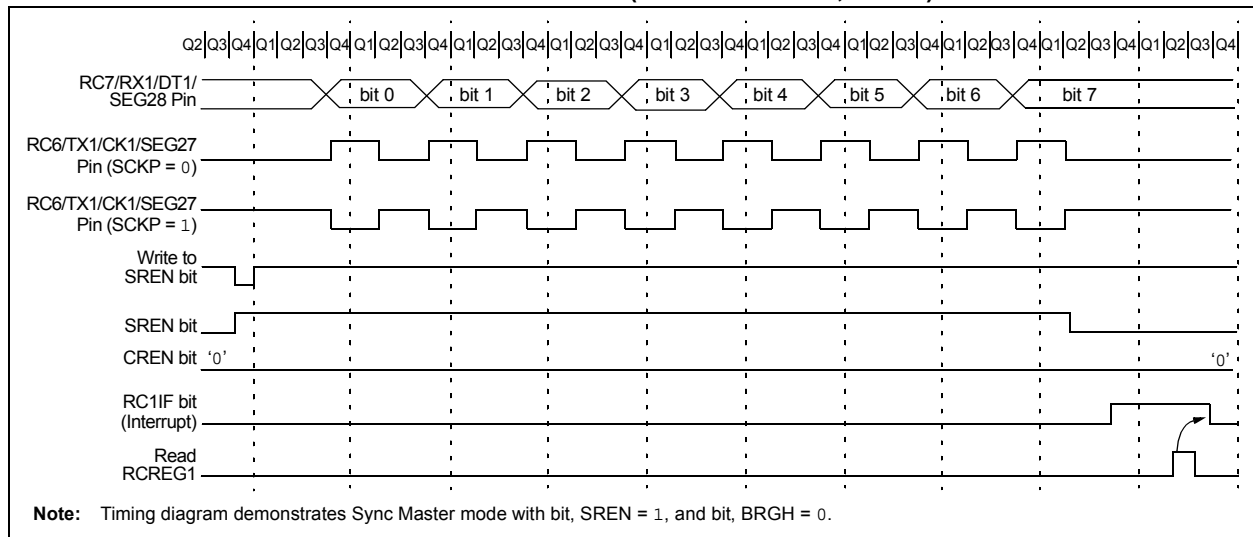 Q2 Q3 Q4 Q1 Q2 Q3 Q4 Q1 Q2 Q3 Q4 Q1 Q2 Q3 Q4 Q1 Q2 Q3 Q4 Q1 Q2 Q3 Q4 Q1 Q2 Q3 Q4 Q1 Q2 Q3 Q4 Q1 Q2 Q3 Q4 Q1 Q2 Q3 Q4 Q1 Q2 Q3 Q4
RC7/RX1/DT1/
SEG28 Pin
bit 0 bit 1 bit 2 bit 3 bit 4 bit 5 bit 6 bit 7
RC6/TX1/CK1/SEG27
Pin (SCKP = 0)
RC6/TX1/CK1/SEG27
Pin (SCKP = 1)
Write to
SREN bit
SREN bit
CREN bit '0' '0'
RC1IF bit
(Interrupt)
Read
RCREG1
Note: Timing diagram demonstrates Sync Master mode with bit, SREN = 1, and bit, BRGH = 0.